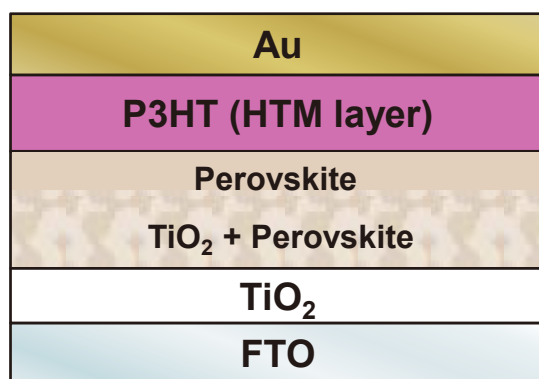 Au
P3HT (HTM layer)
Perovskite
TiO₂ + Perovskite
TiO₂
FTO